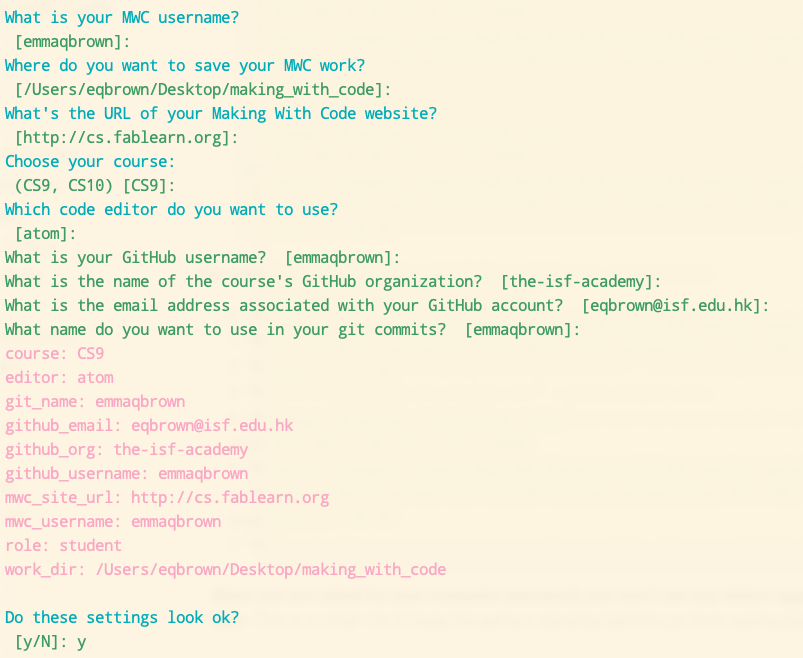 What is your MWC username?
[emmaqbrown]:
Where do you want to save your MWC work?
[/Users/eqbrown/Desktop/making_with_code]:
What's the URL of your Making With Code website?
[http://cs.fablearn.org]:
Choose your course:
(CS9, CS10) [CS9]:
Which code editor do you want to use?
[atom]:
What is your GitHub username?  [emmaqbrown]:
What is the name of the course's GitHub organization?  [the-isf-academy]:
What is the email address associated with your GitHub account?  [eqbrown@isf.edu.hk]:
What name do you want to use in your git commits?  [emmaqbrown]:
course: CS9
editor: atom
git_name: emmaqbrown
github_email: eqbrown@isf.edu.hk
github_org: the-isf-academy
github_username: emmaqbrown
mwc_site_url: http://cs.fablearn.org
mwc_username: emmaqbrown
role: student
work_dir: /Users/eqbrown/Desktop/making_with_code
Do these settings look ok?
[y/N]: y